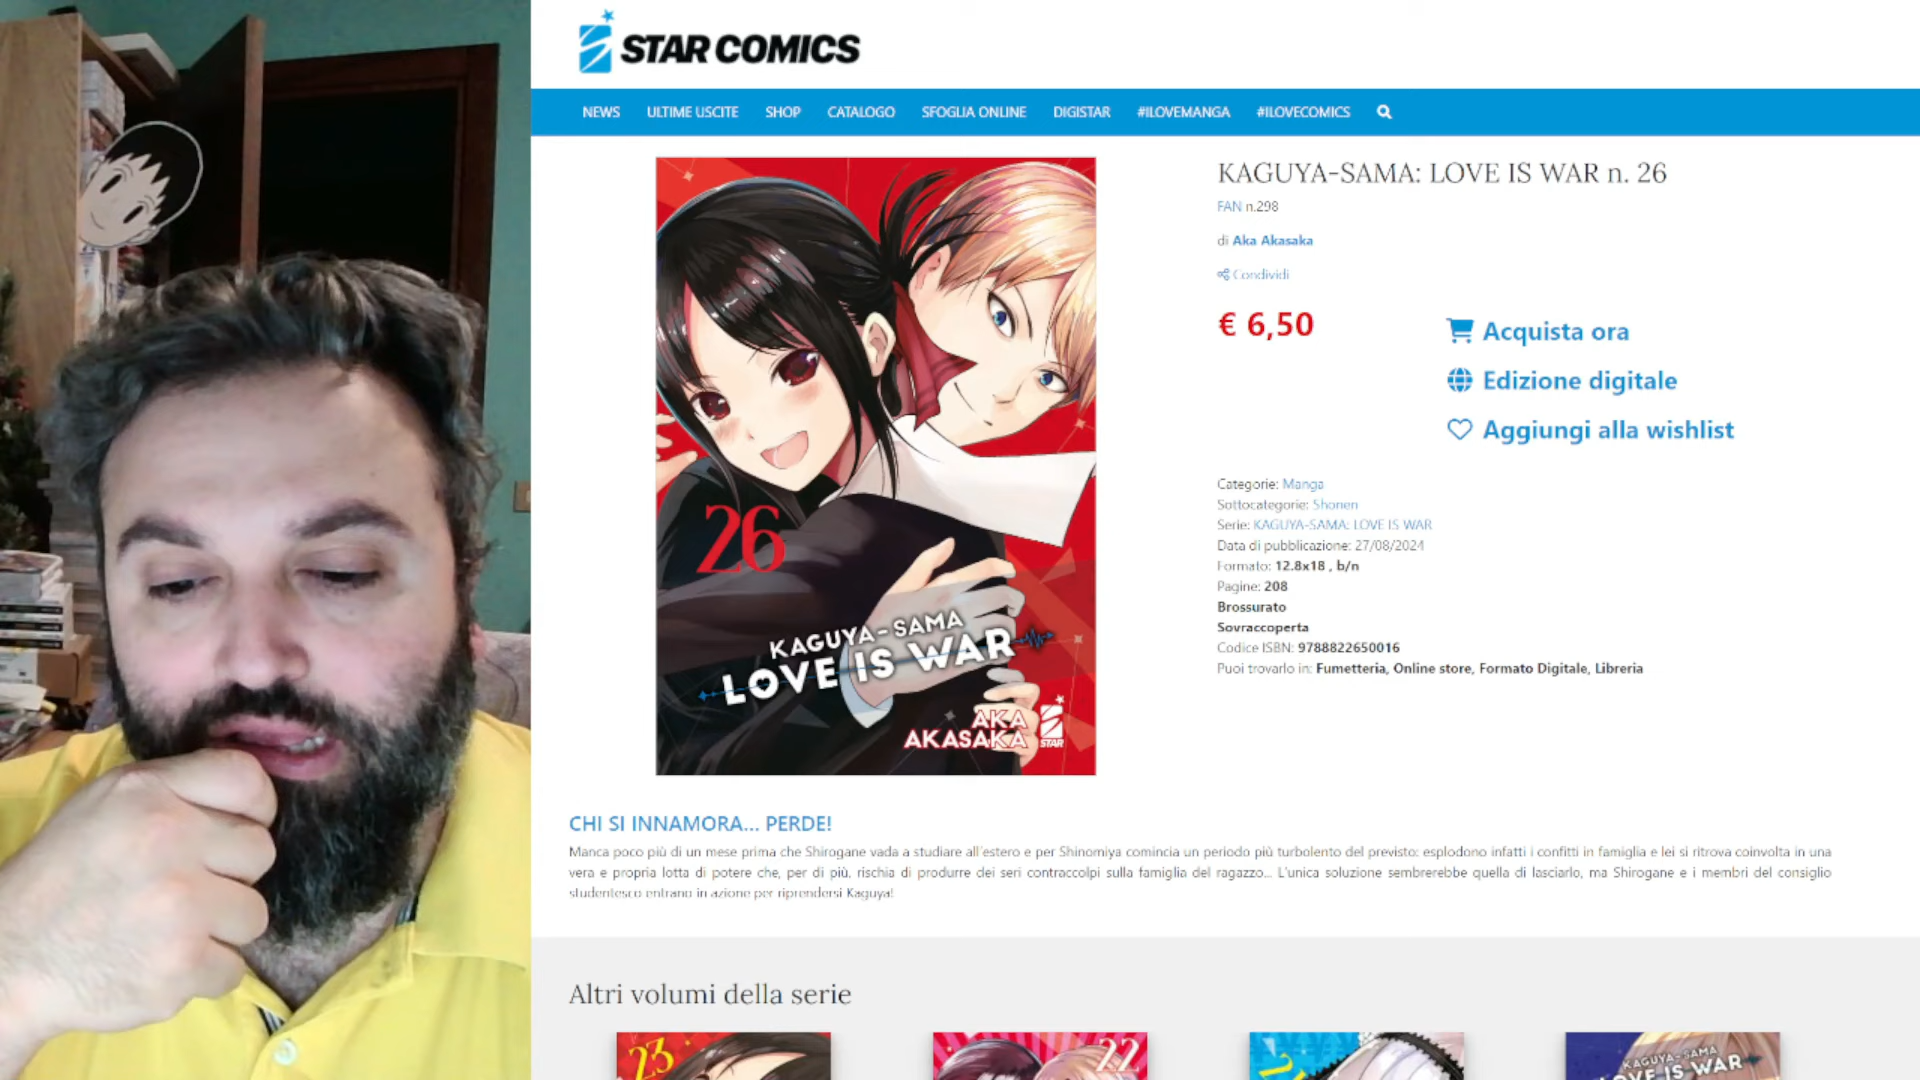 STAR COMICS
NEWS ULTIME USCITE SHOP CATALOGO SFOGLIA ONLINE DIGISTAR #ILOVEMANGA #ILOVECOMICS
KAGUYA-SAMA: LOVE IS WAR n. 26
FAN n.298
di Aka Akasaka
Condividi
€ 6,50
Acquista ora
Edizione digitale
Aggiungi alla wishlist
Categorie: Manga
Sottocategorie: Shonen
Serie: KAGUYA-SAMA: LOVE IS WAR
Data di pubblicazione: 27/08/2024
Formato: 12.8x18 , b/n
Pagine: 208
Brossurato
Sovraccoperta
Codice ISBN: 9788822650016
Puoi trovarlo in: Fumetteria, Online store, Formato Digitale, Librerie
26
KAGUYA-SAMA
LOVE IS WAR
AKA
AKASAKA
STAR
CHI SI INNAMORA... PERDE!
Manca poco più di un mese prima che Shirogane vada a studiare all'estero e per Shinomiya comincia un periodo più turbolento del previsto: esplodono infatti i confitti in famiglia e lei si ritrova coinvolta in una
vera e propria lotta di potere che, per di più, rischia di produrre dei seri contraccolpi sulla famiglia del ragazzo... L'unica soluzione sembrerebbe quella di lasciarlo, ma Shirogane e i membri del consiglio
studentesco entrano in azione per riprendersi Kaguya!
Altri volumi della serie
23
22
KAGUYA-SAMA
LOVE IS WAR